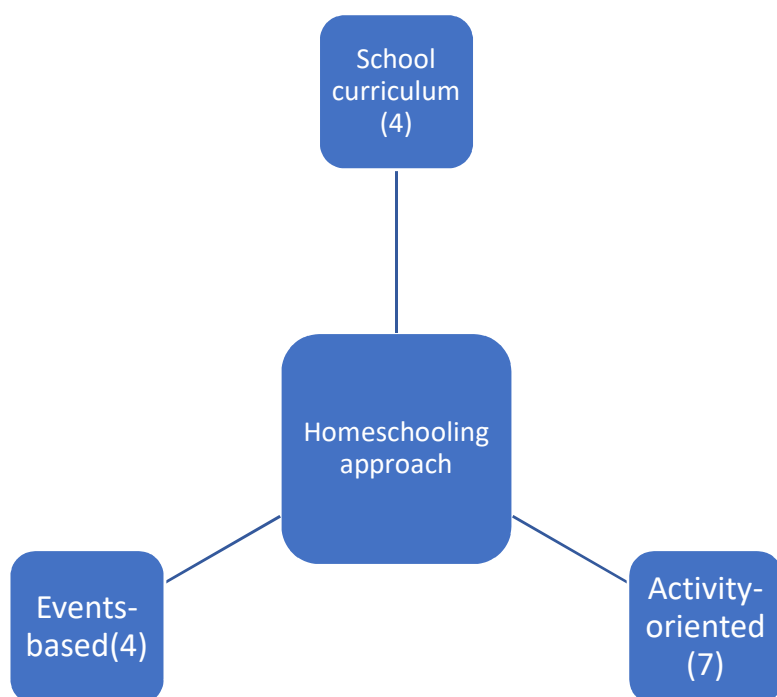 School
curriculum
(4)
Homeschooling
approach
Events-
based(4)
Activity-
oriented
(7)